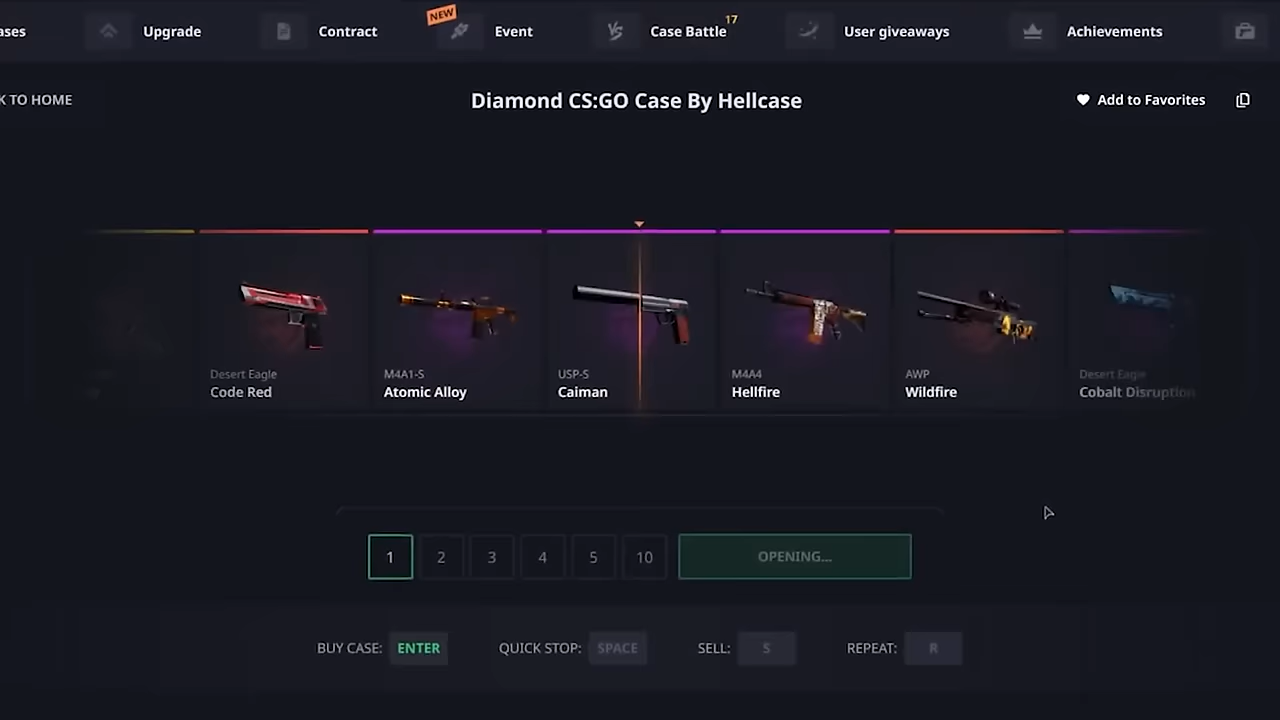 ases Upgrade Contract NEW Event Case Battle 17 User giveaways Achievements
K TO HOME Diamond CS:GO Case By Hellcase Add to Favorites
Desert Eagle M4A1-S USP-S M4A4 AWP Desert Eagle
Code Red Atomic Alloy Caiman Hellfire Wildfire Cobalt Disruption
1 2 3 4 5 10 OPENING...
BUY CASE: ENTER QUICK STOP: SPACE SELL: S REPEAT: R